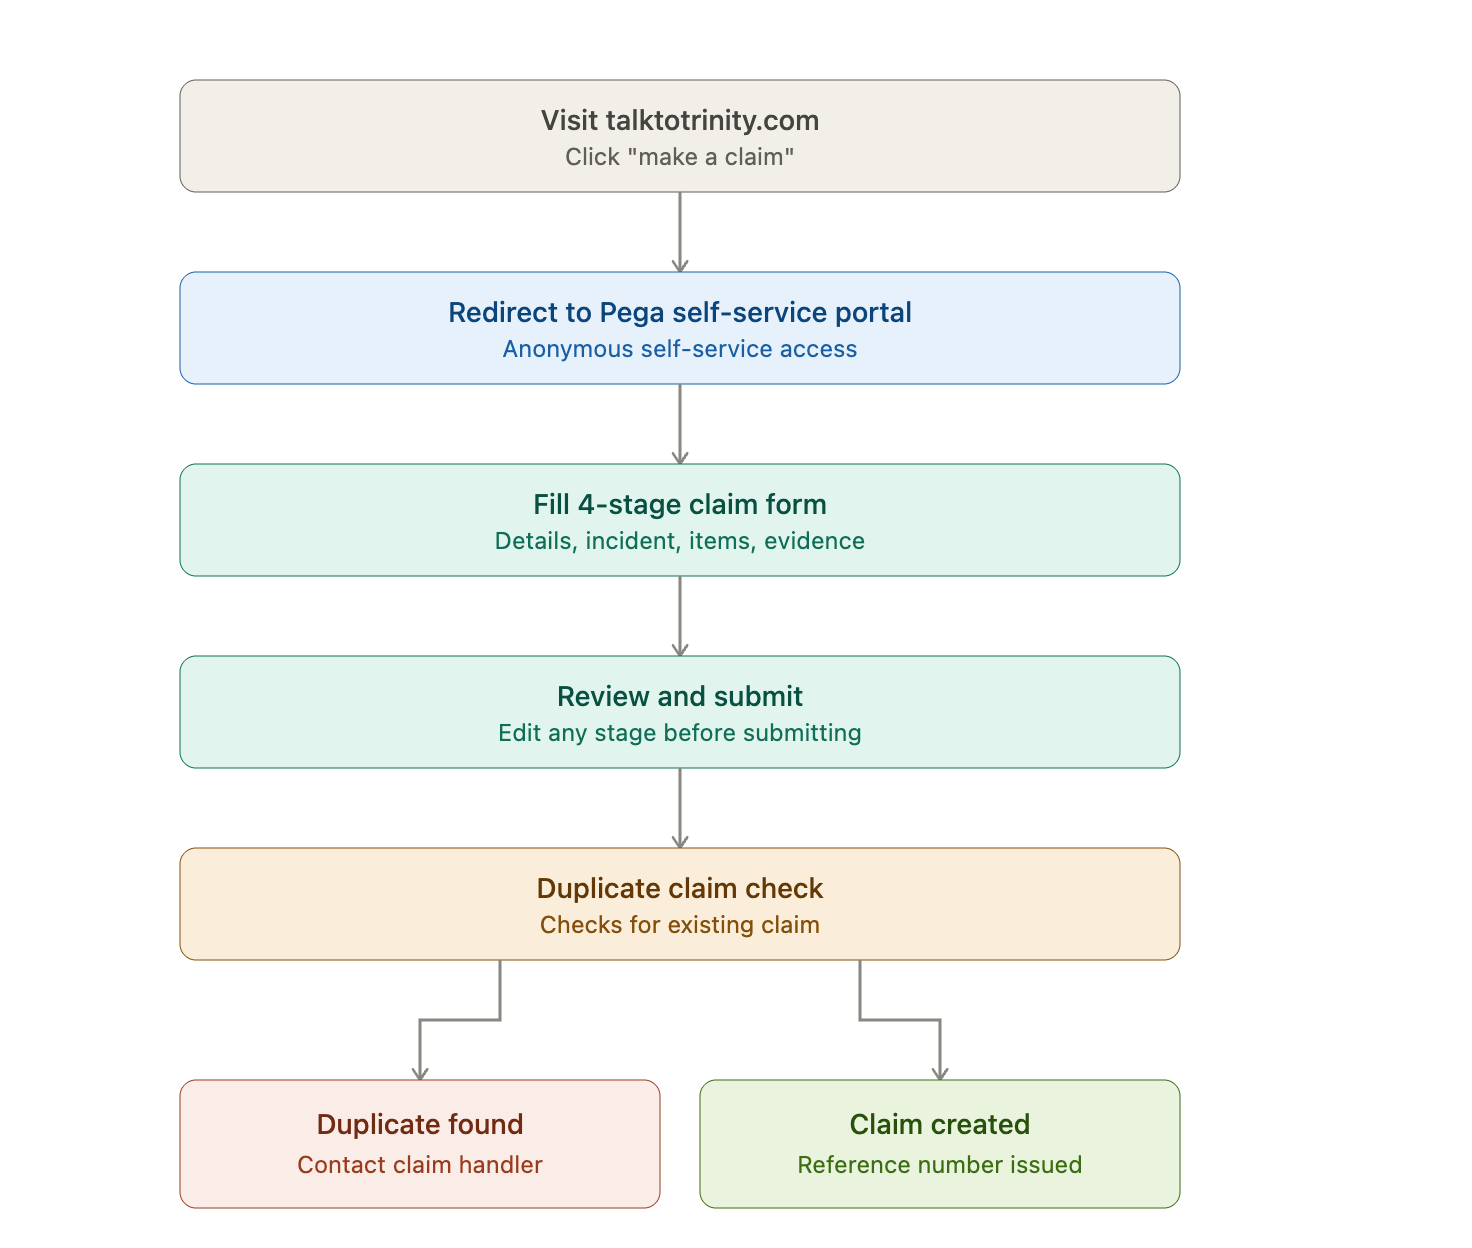 Visit talktotrinity.com
Click "make a claim"
Redirect to Pega self-service portal
Anonymous self-service access
Fill 4-stage claim form
Details, incident, items, evidence
Review and submit
Edit any stage before submitting
Duplicate claim check
Checks for existing claim
Duplicate found
Contact claim handler
Claim created
Reference number issued